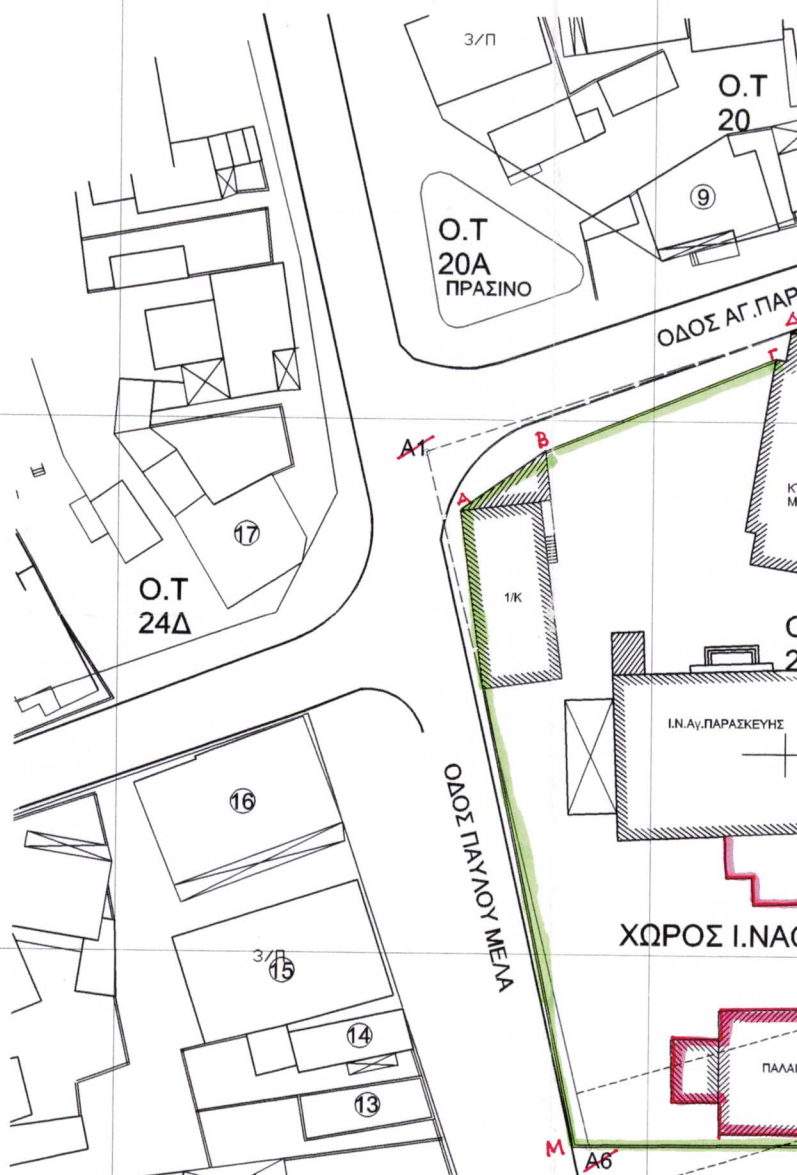 3/Π
Ο.Τ
20
9
Ο.Τ
20Α
ΠΡΑΣΙΝΟ
ΟΔΟΣ ΑΓ.ΠΑΡ
Δ
Γ
Α1
Β
Α
17
1/Κ
Ο.Τ
24Δ
Ι.Ν.Αγ.ΠΑΡΑΣΚΕΥΗΣ
16
ΟΔΟΣ ΠΑΥΛΟΥ ΜΕΛΑ
ΧΩΡΟΣ Ι.ΝΑΟ
3/Π
15
14
13
ΠΑΛΑΙ
Μ
Α6